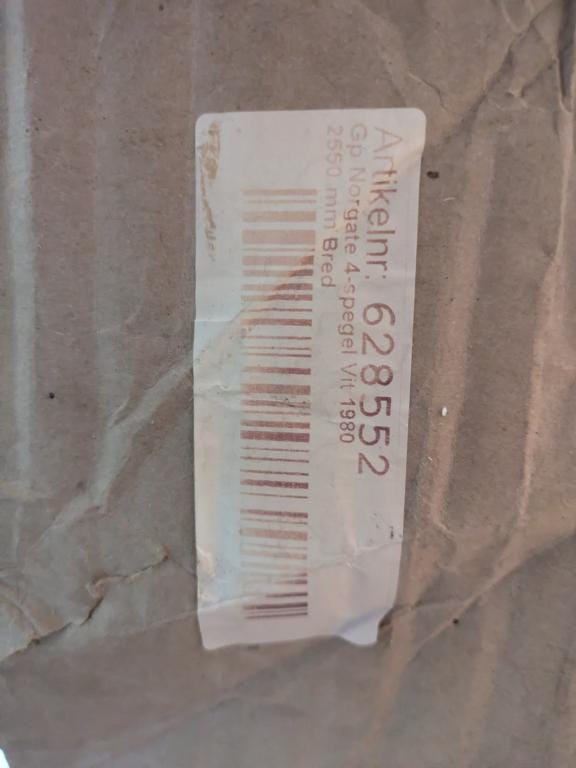 Artikelnr: 628552
Gp Norgate 4-spegel Vit 1980
2550 mm Bred